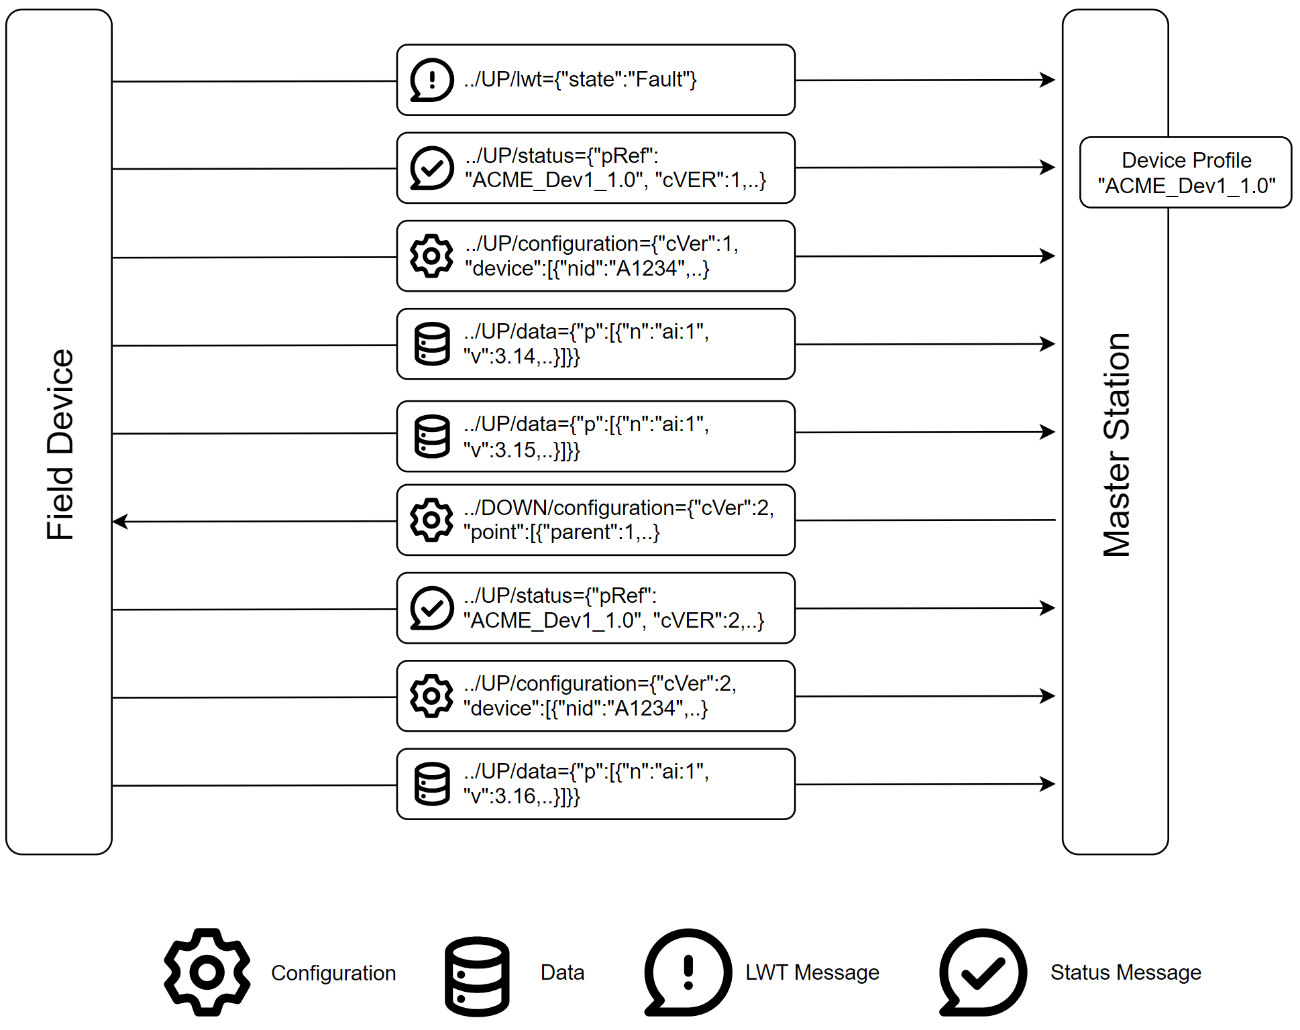 ../UP/lwt={"state":"Fault"}
../UP/status={"pRef":
"ACME_Dev1_1.0", "cVER":1,..}
Device Profile
"ACME_Dev1_1.0"
../UP/configuration={"cVer":1,
"device":[{"nid":"A1234",..}
../UP/data={"p":[{"n":"ai:1",
"v":3.14,..}]}}
../UP/data={"p":[{"n":"ai:1",
"v":3.15,..}]}}
../DOWN/configuration={"cVer":2,
"point":[{"parent":1,..}
../UP/status={"pRef":
"ACME_Dev1_1.0", "cVER":2,..}
../UP/configuration={"cVer":2,
"device":[{"nid":"A1234",..}
../UP/data={"p":[{"n":"ai:1",
"v":3.16,..}]}}
Field Device
Master Station
Configuration
Data
LWT Message
Status Message